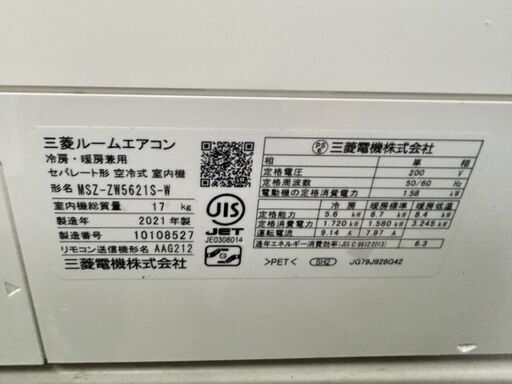 三菱ルームエアコン
冷房・暖房兼用
セパレート形 空冷式 室内機
形名 MSZ-ZW5621S-W
室内機総質量 17 kg
製造年 2021年製
製造番号 10108527
リモコン送信機形名 AAG212
三菱電機株式会社
JIS
JET
JE0308014
PS
E
三菱電機株式会社
相 単 相
定格電圧 200 V
定格周波数 50/60 Hz
電動機の定格消費電力 1.58 kW
冷 房 暖房標準 暖房低温
定格能力 5.6 6.7 8.4 kW
定格消費電力 1.720 1.580 3.245 kW
運転電流 9.14 A 7.97 A
通年エネルギー消費効率(JIS C 9612:2013) 6.3
>PET< SH2 JG79J928G42